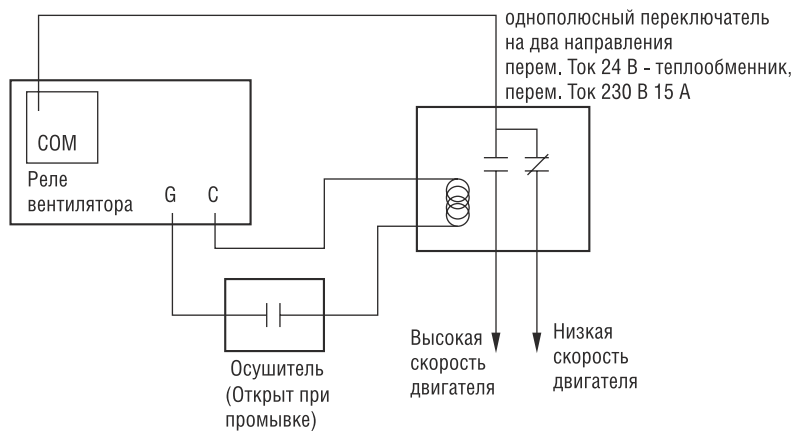 однополюсный переключатель
на два направления
перем. Ток 24 В - теплообменник,
перем. Ток 230 В 15 А
COM
Реле
вентилятора
G
C
Осушитель
(Открыт при
промывке)
Высокая
скорость
двигателя
Низкая
скорость
двигателя